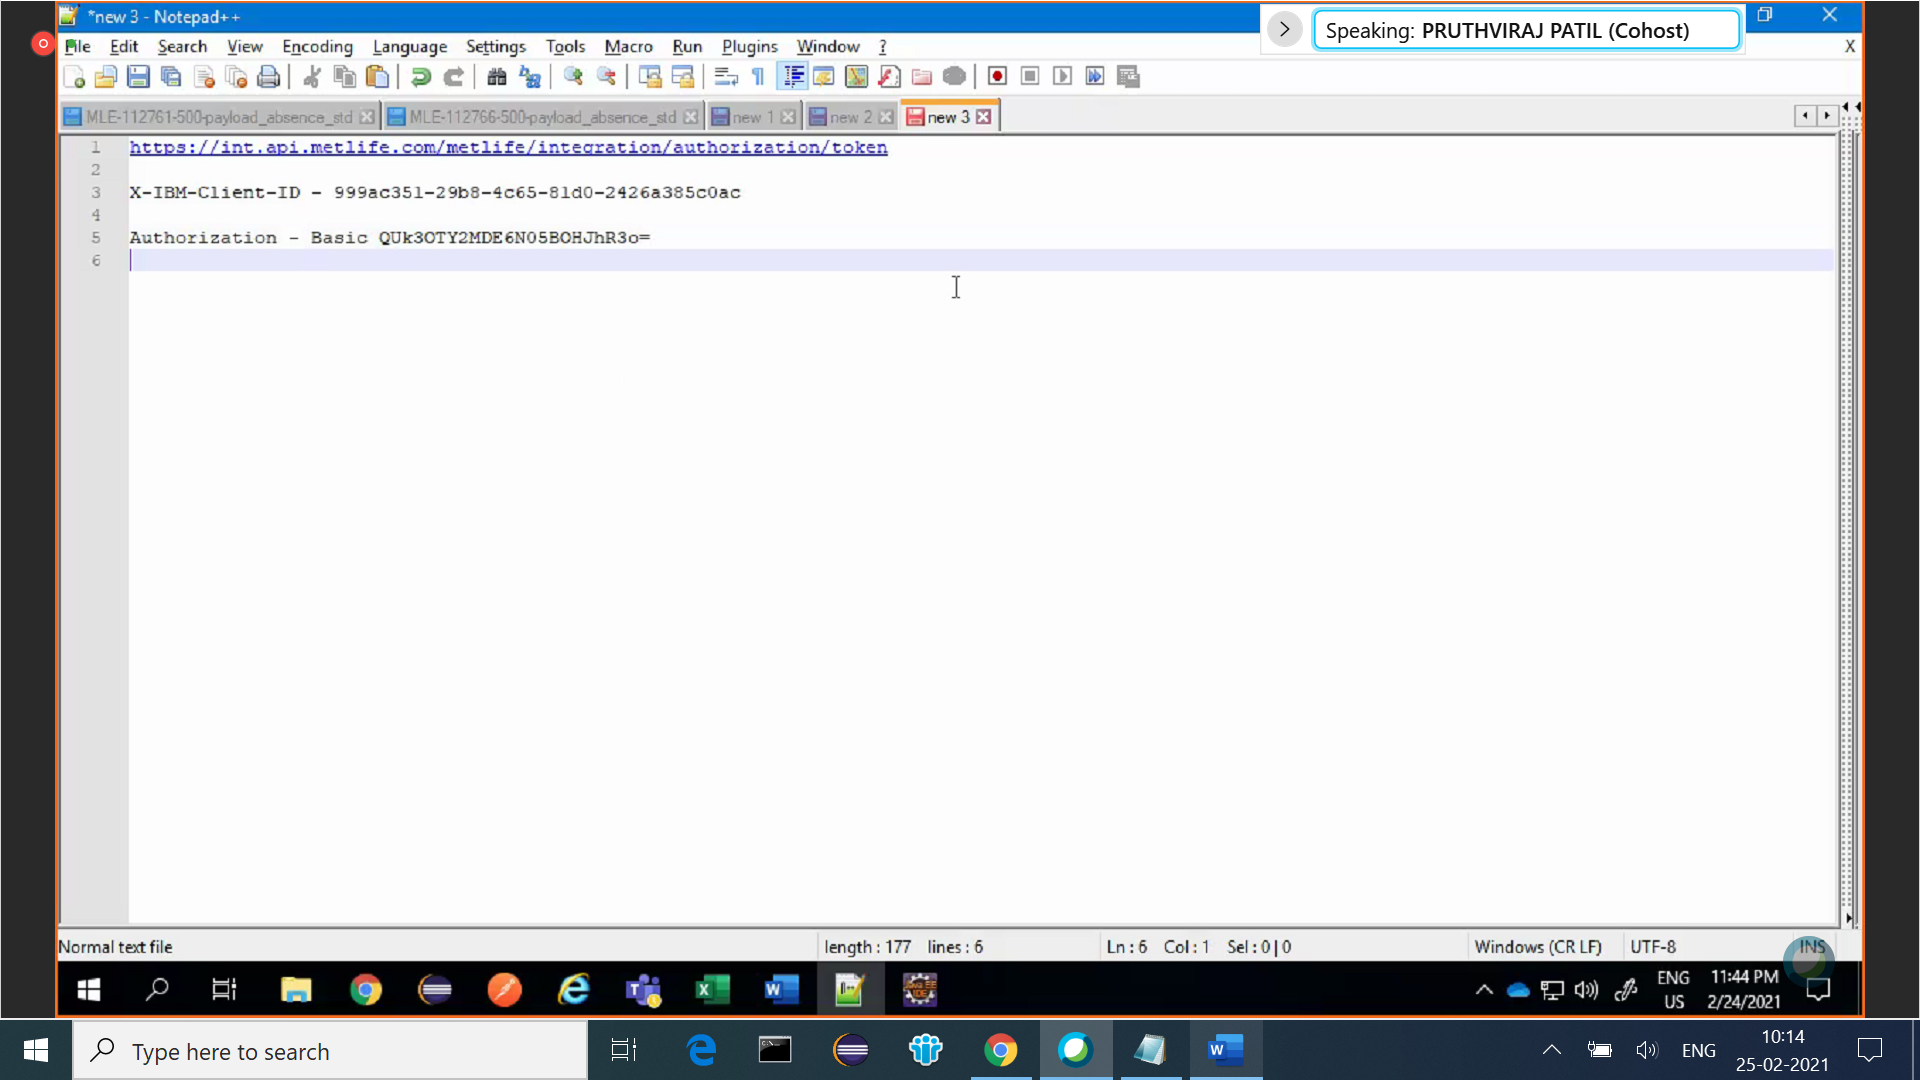 *new 3 - Notepad++
Speaking: PRUTHVIRAJ PATIL (Cohost)
File Edit Search View Encoding Language Settings Tools Macro Run Plugins Window ? X
MLE-112761-500-payload_absence_std MLE-112766-500-payload_absence_std new 1 new 2 new 3
1 https://int.api.metlife.com/metlife/integration/authorization/token
2
3 X-IBM-Client-ID - 999ac351-29b8-4c65-81d0-2426a385c0ac
4
5 Authorization - Basic QUk3OTY2MDE6N05BOHJhR3o=
6
Normal text file length : 177 lines : 6 Ln : 6 Col : 1 Sel : 0 | 0 Windows (CR LF) UTF-8 INS
ENG 11:44 PM
US 2/24/2021
Type here to search
ENG 10:14
25-02-2021